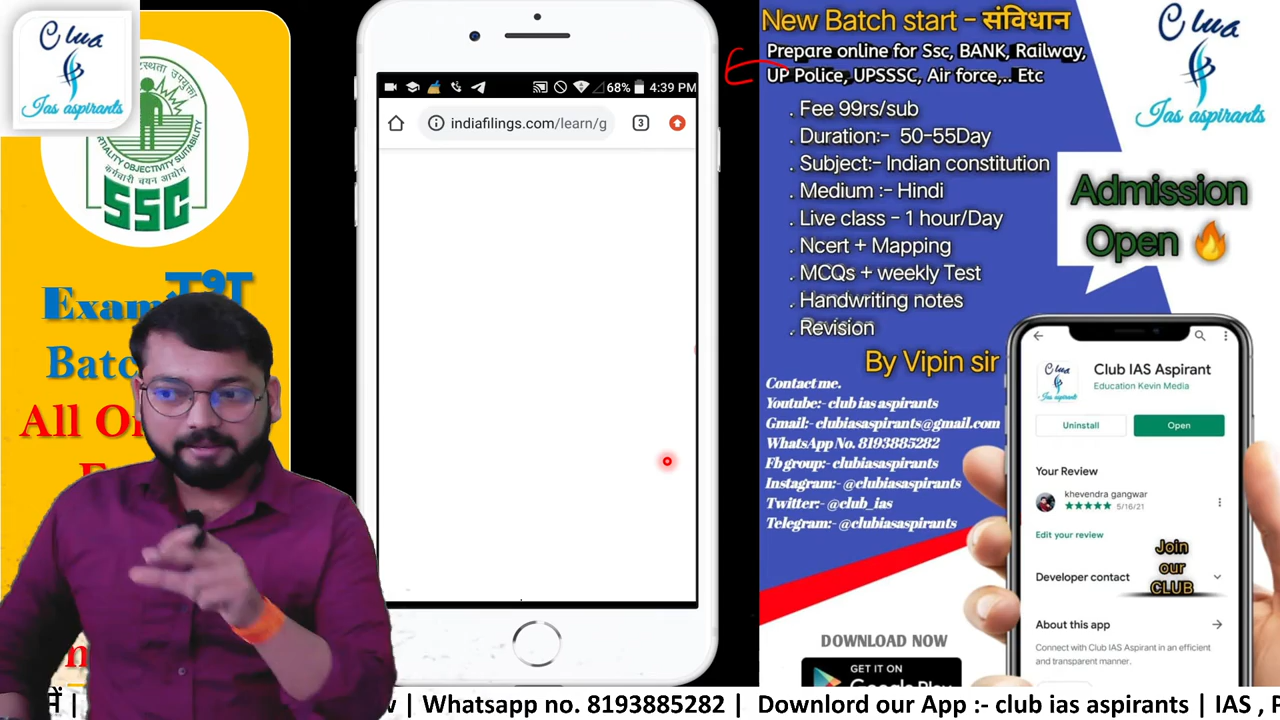 Club
Ias aspirants
SSC
Exam
All
68% 4:39 PM
indiafilings.com/learn/g
3
New Batch start - संविधान
Prepare online for Ssc, BANK, Railway,
UP Police, UPSSSC, Air force,.. Etc
. Fee 99rs/sub
. Duration:- 50-55Day
. Subject:- Indian constitution
. Medium :- Hindi
. Live class - 1 hour/Day
. Ncert + Mapping
. MCQs + weekly Test
. Handwriting notes
. Revision
By Vipin sir
Contact me.
Youtube:- club ias aspirants
Gmail:- clubiasaspirants@gmail.com
WhatsApp No. 8193885282
Fb group:- clubiasaspirants
Instagram:- @clubiasaspirants
Twitter:- @club_ias
Telegram:- @clubiasaspirants
DOWNLOAD NOW
GET IT ON
Google Play
Club
Ias aspirants
Admission
Open
Club IAS Aspirant
Education Kevin Media
Uninstall
Open
Your Review
khevendra gangwar
5/16/21
Edit your review
Join
our
CLUB
Developer contact
About this app
Connect with Club IAS Aspirant in an efficient
and transparent manner.
| Whatsapp no. 8193885282 | Downlord our App :- club ias aspirants | IAS ,